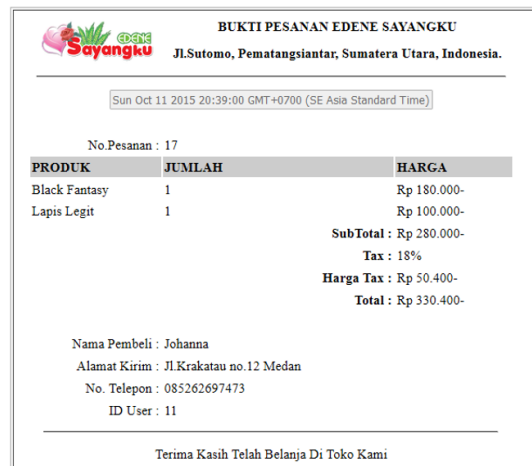 EDENE
Sayangku
BUKTI PESANAN EDENE SAYANGKU
Jl.Sutomo, Pematangsiantar, Sumatera Utara, Indonesia.
Sun Oct 11 2015 20:39:00 GMT+0700 (SE Asia Standard Time)
No.Pesanan : 17
PRODUK JUMLAH HARGA
Black Fantasy 1 Rp 180.000-
Lapis Legit 1 Rp 100.000-
SubTotal : Rp 280.000-
Tax : 18%
Harga Tax : Rp 50.400-
Total : Rp 330.400-
Nama Pembeli : Johanna
Alamat Kirim : Jl.Krakatau no.12 Medan
No. Telepon : 085262697473
ID User : 11
Terima Kasih Telah Belanja Di Toko Kami